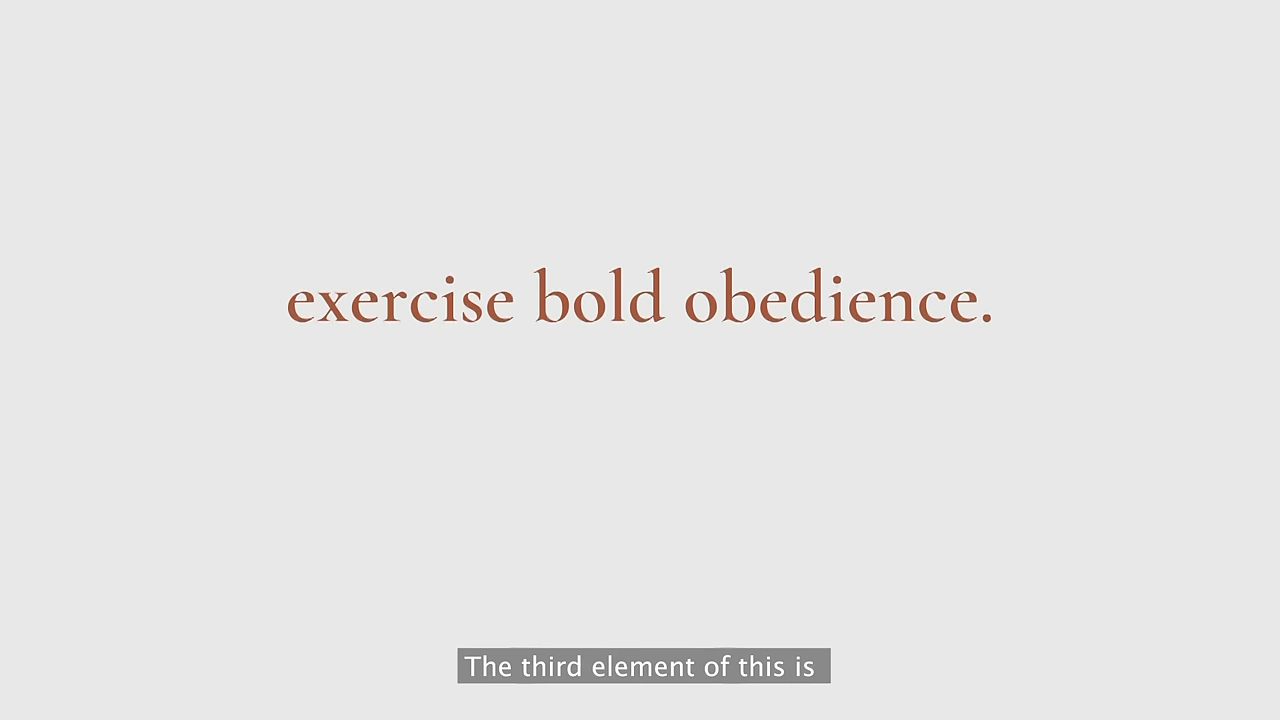 exercise bold obedience.
The third element of this is